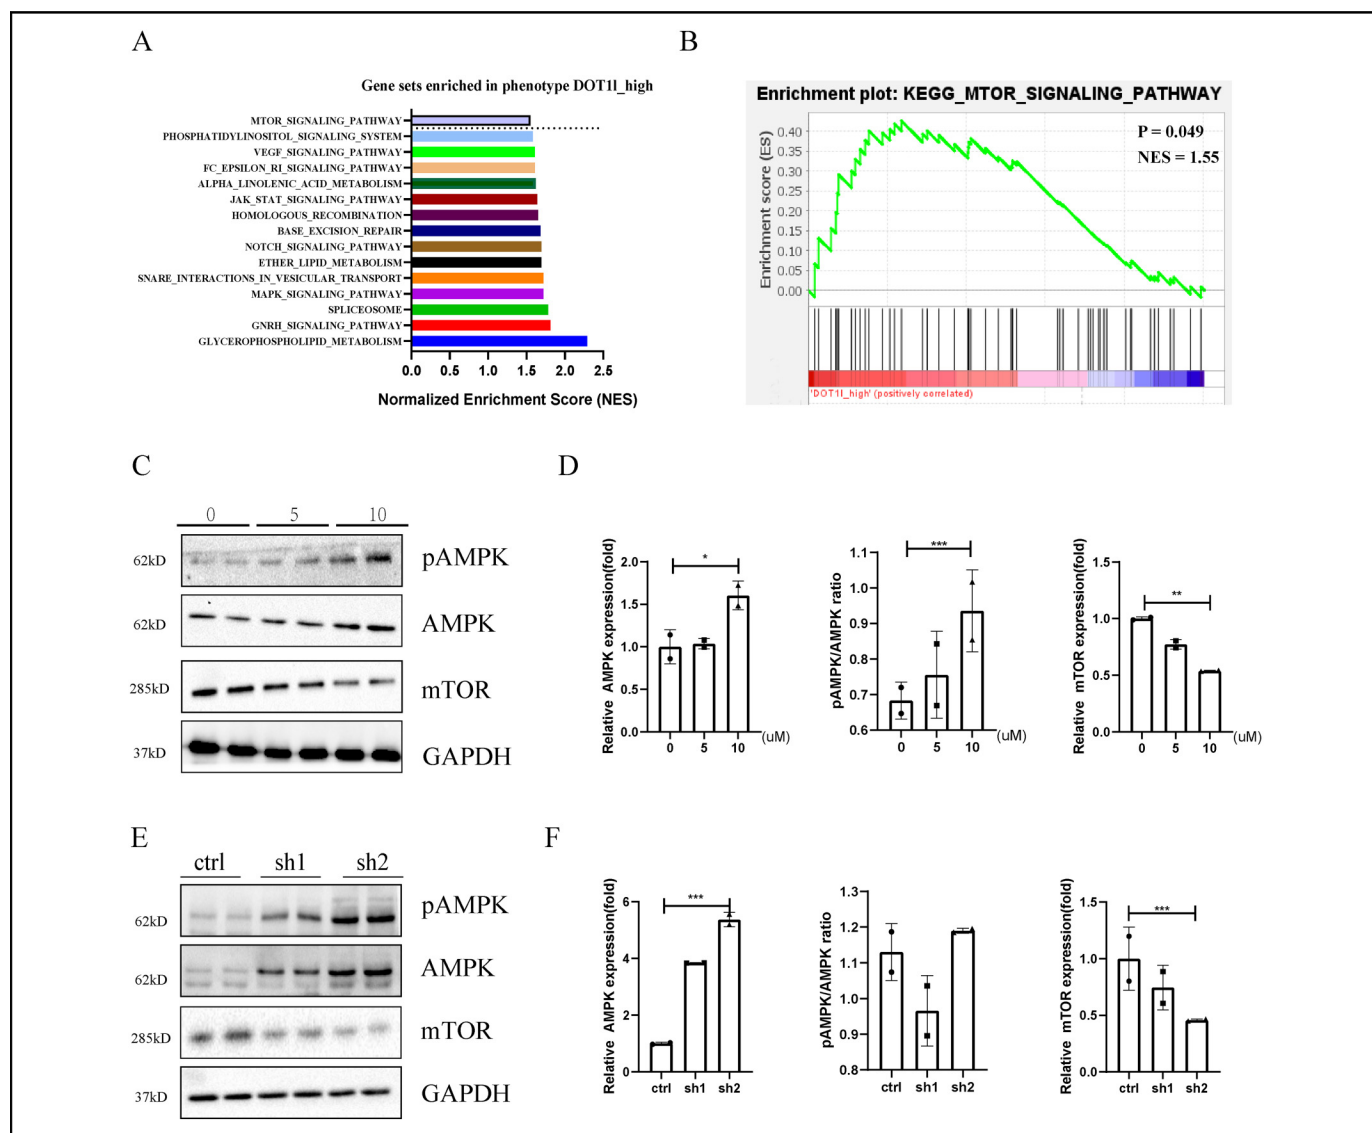 A
Gene sets enriched in phenotype DOT1l_high
MTOR_SIGNALING_PATHWAY
PHOSPHATIDYLINOSITOL_SIGNALING_SYSTEM
VEGF_SIGNALING_PATHWAY
FC_EPSILON_RI_SIGNALING_PATHWAY
ALPHA_LINOLENIC_ACID_METABOLISM
JAK_STAT_SIGNALING_PATHWAY
HOMOLOGOUS_RECOMBINATION
BASE_EXCISION_REPAIR
NOTCH_SIGNALING_PATHWAY
ETHER_LIPID_METABOLISM
SNARE_INTERACTIONS_IN_VESICULAR_TRANSPORT
MAPK_SIGNALING_PATHWAY
SPLICEOSOME
GNRH_SIGNALING_PATHWAY
GLYCEROPHOSPHOLIPID_METABOLISM
0.0 0.5 1.0 1.5 2.0 2.5
Normalized Enrichment Score (NES)
B
Enrichment plot: KEGG_MTOR_SIGNALING_PATHWAY
P = 0.049
NES = 1.55
Enrichment score (ES)
0.40
0.35
0.30
0.25
0.20
0.15
0.10
0.05
0.00
'DOT1l_high' (positively correlated)
C
0 5 10
62kD pAMPK
62kD AMPK
285kD mTOR
37kD GAPDH
D
Relative AMPK expression(fold)
2.0
1.5
1.0
0.5
0.0
*
0 5 10 (uM)
pAMPK/AMPK ratio
1.1
1.0
0.9
0.8
0.7
0.6
***
0 5 10 (uM)
Relative mTOR expression(fold)
1.5
1.0
0.5
0.0
**
0 5 10 (uM)
E
ctrl sh1 sh2
62kD pAMPK
62kD AMPK
285kD mTOR
37kD GAPDH
F
Relative AMPK expression(fold)
6
4
2
0
***
ctrl sh1 sh2
pAMPK/AMPK ratio
1.3
1.2
1.1
1.0
0.9
0.8
ctrl sh1 sh2
Relative mTOR expression(fold)
1.5
1.0
0.5
0.0
***
ctrl sh1 sh2